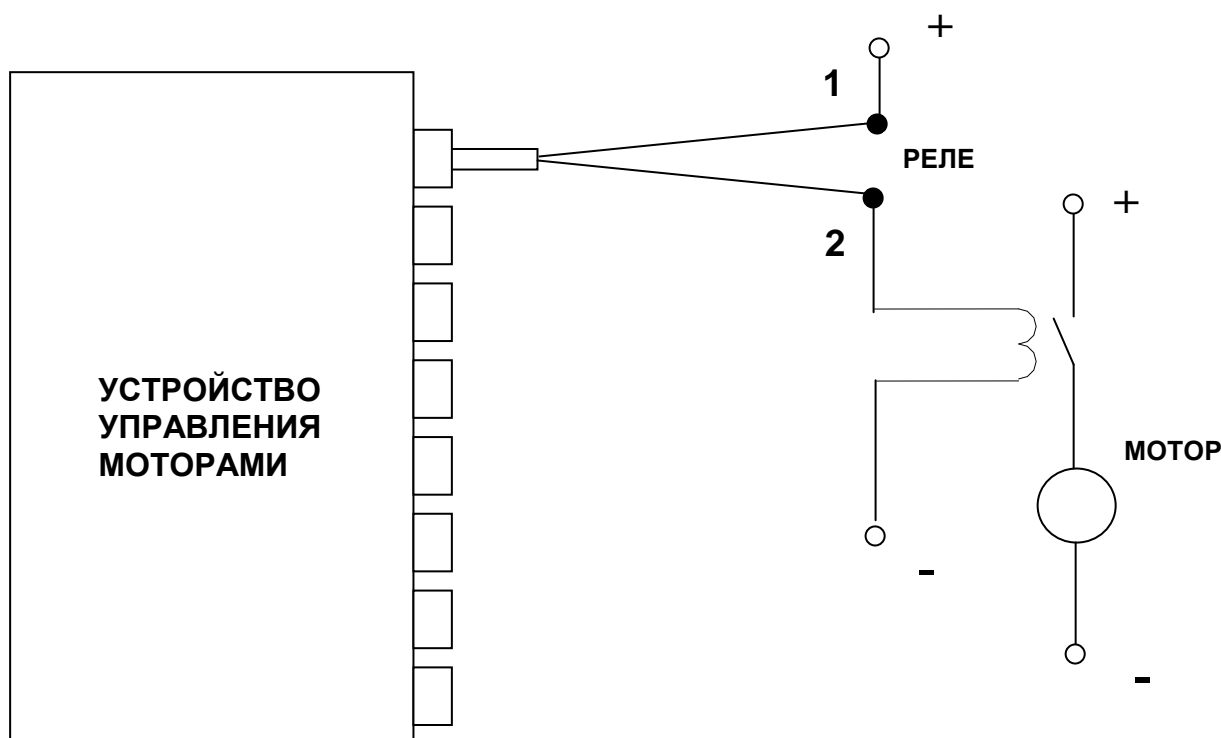 +
1
РЕЛЕ
+
2
УСТРОЙСТВО
УПРАВЛЕНИЯ
МОТОРАМИ
МОТОР
-
-